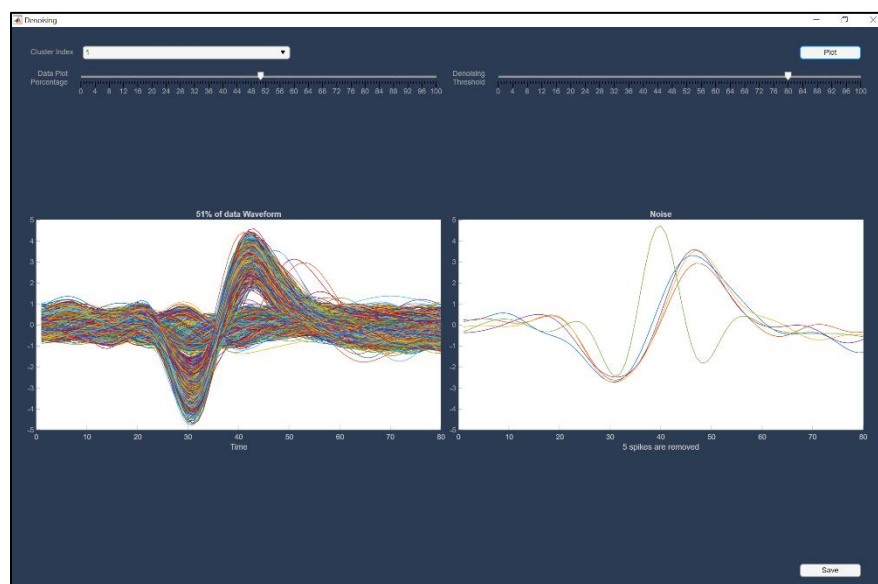 Denoising
Cluster Index 1 Plot
Data Plot Percentage
0 4 8 12 16 20 24 28 32 36 40 44 48 52 56 60 64 68 72 76 80 84 88 92 96 100
Denoising Threshold
0 4 8 12 16 20 24 28 32 36 40 44 48 52 56 60 64 68 72 76 80 84 88 92 96 100
51% of data Waveform
5
4
3
2
1
0
-1
-2
-3
-4
-5
0 10 20 30 40 50 60 70 80
Time
Noise
5
4
3
2
1
0
-1
-2
-3
-4
-5
0 10 20 30 40 50 60 70 80
5 spikes are removed
Save